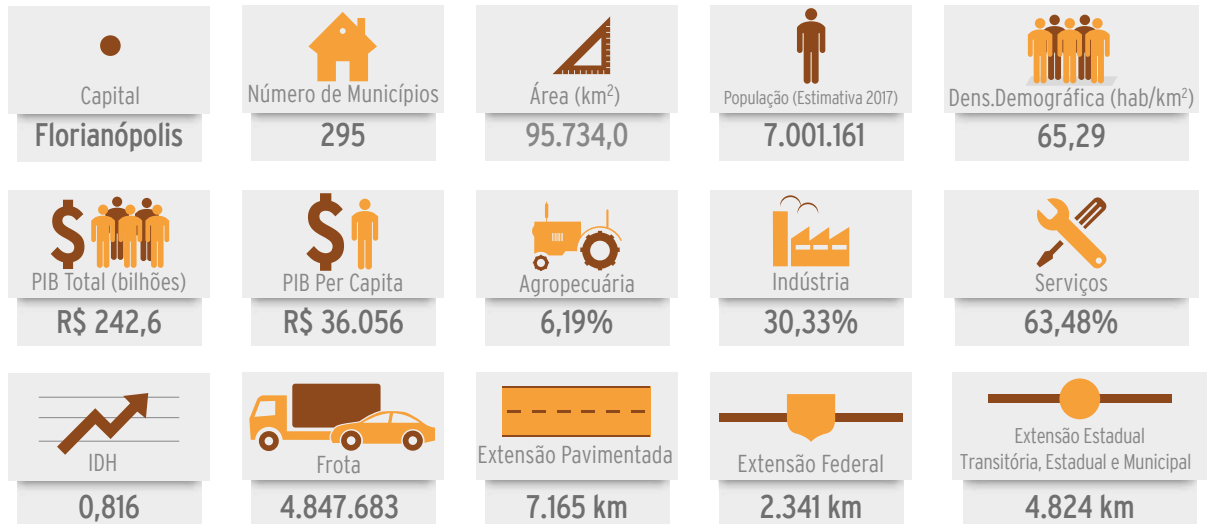 Capital
Florianópolis
Número de Municípios
295
Área (km²)
95.734,0
População (Estimativa 2017)
7.001.161
Dens.Demográfica (hab/km²)
65,29
PIB Total (bilhões)
R$ 242,6
PIB Per Capita
R$ 36.056
Agropecuária
6,19%
Indústria
30,33%
Serviços
63,48%
IDH
0,816
Frota
4.847.683
Extensão Pavimentada
7.165 km
Extensão Federal
2.341 km
Extensão Estadual
Transitória, Estadual e Municipal
4.824 km